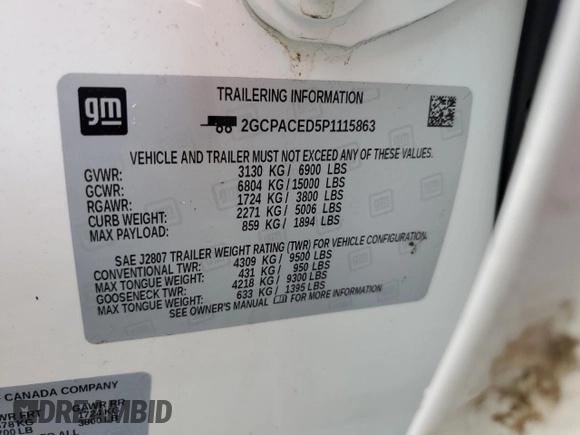 gm
TRAILERING INFORMATION
2GCPACED5P1115863
VEHICLE AND TRAILER MUST NOT EXCEED ANY OF THESE VALUES.
GVWR: 3130 KG / 6900 LBS
GCWR: 6804 KG / 15000 LBS
RGAWR: 1724 KG / 3800 LBS
CURB WEIGHT: 2271 KG / 5006 LBS
MAX PAYLOAD: 859 KG / 1894 LBS
SAE J2807 TRAILER WEIGHT RATING (TWR) FOR VEHICLE CONFIGURATION.
CONVENTIONAL TWR: 4309 KG / 9500 LBS
MAX TONGUE WEIGHT: 431 KG / 950 LBS
GOOSENECK TWR: 4218 KG / 9300 LBS
MAX TONGUE WEIGHT: 633 KG / 1395 LBS
SEE OWNER'S MANUAL FOR MORE INFORMATION
CANADA COMPANY
GAWR RR
DREAMBID